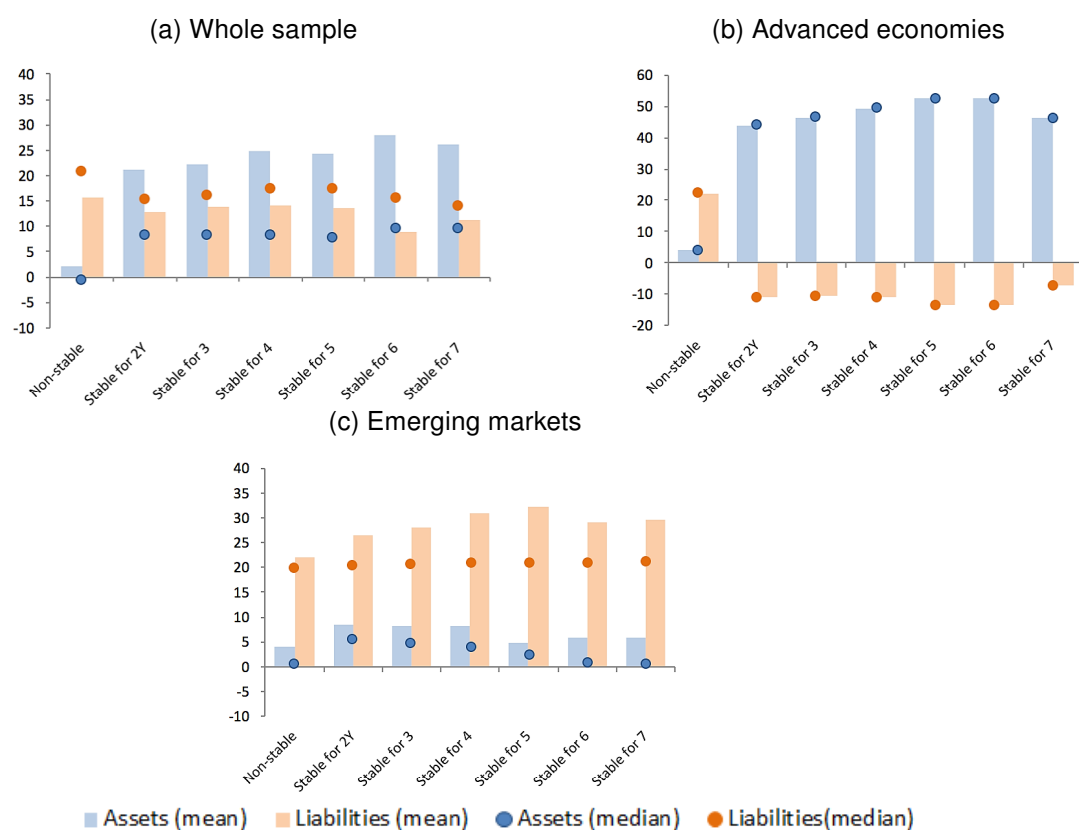 (a) Whole sample
40
35
30
25
20
15
10
5
0
-5
-10
Non-stable
Stable for 2Y
Stable for 3
Stable for 4
Stable for 5
Stable for 6
Stable for 7
(b) Advanced economies
60
50
40
30
20
10
0
-10
-20
Non-stable
Stable for 2Y
Stable for 3
Stable for 4
Stable for 5
Stable for 6
Stable for 7
(c) Emerging markets
40
35
30
25
20
15
10
5
0
-5
-10
Non-stable
Stable for 2Y
Stable for 3
Stable for 4
Stable for 5
Stable for 6
Stable for 7
Assets (mean) Liabilities(mean) Assets (median) Liabilities(median)